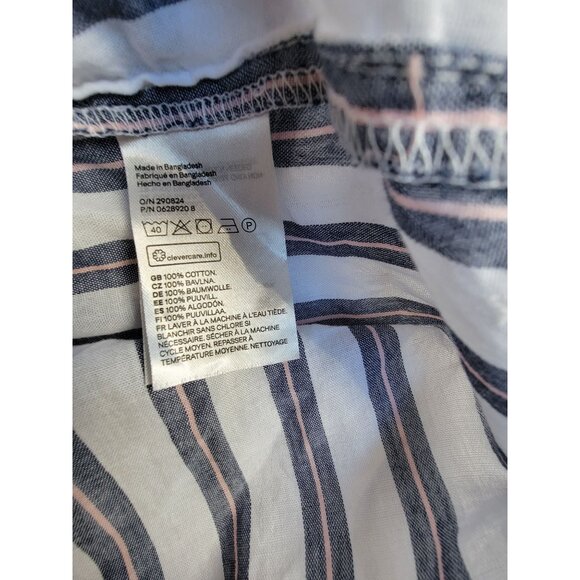 Made in Bangladesh
Fabriqué en Bangladesh
Hecho en Bangladesh
O/N 290824
P/N 0628920 8
40 P
clevercare.info
GB 100% COTTON.
CZ 100% BAVLNA.
DE 100% BAUMWOLLE.
EE 100% PUUVILL.
ES 100% ALGODÓN.
FI 100% PUUVILLAA.
FR LAVER À LA MACHINE À L'EAU TIÈDE.
BLANCHIR SANS CHLORE SI
NÉCESSAIRE. SÉCHER À LA MACHINE
CYCLE MOYEN. REPASSER À
TEMPÉRATURE MOYENNE. NETTOYAGE